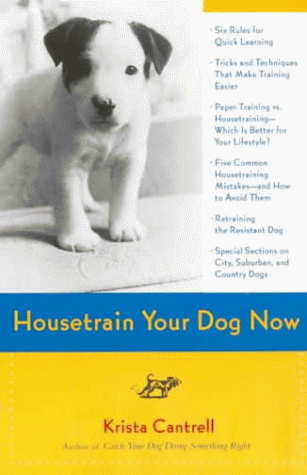 · Six Rules for
Quick Learning
· Tricks and Techniques
That Make Training
Easier
· Paper Training vs.
Housetraining—
Which Is Better for
Your Lifestyle?
· Five Common
Housetraining
Mistakes—and How
to Avoid Them
· Retraining
the Resistant Dog
· Special Sections on
City, Suburban, and
Country Dogs
Housetrain Your Dog Now
Krista Cantrell
Author of Catch Your Dog Doing Something Right